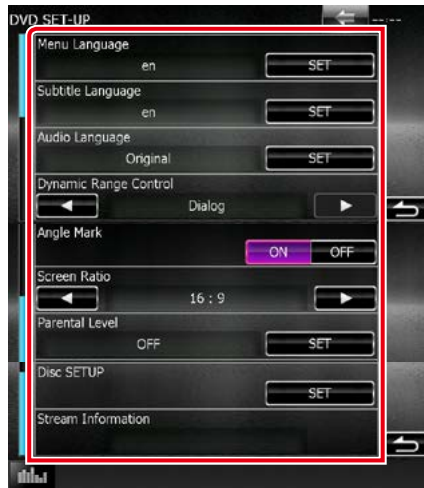 DVD SET-UP --:--
Menu Language
en SET
Subtitle Language
en SET
Audio Language
Original SET
Dynamic Range Control
Dialog
Angle Mark
ON OFF
Screen Ratio
16 : 9
Parental Level
OFF SET
Disc SETUP
SET
Stream Information